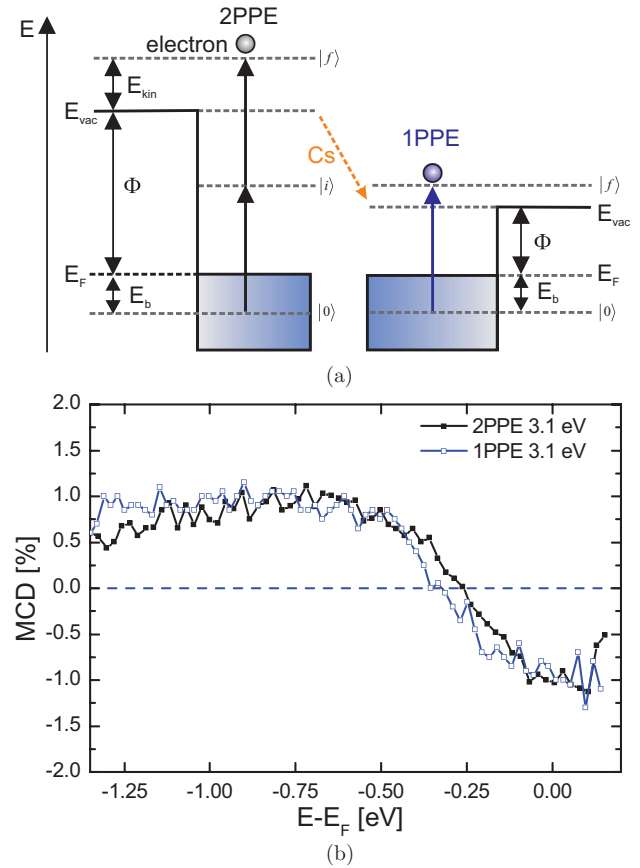 E
2PPE
electron
|f⟩
E_kin
E_vac
Cs
1PPE
|f⟩
Φ
|i⟩
E_vac
Φ
E_F
E_F
E_b
E_b
|0⟩
|0⟩
(a)
2.0
1.5
1.0
0.5
0.0
-0.5
-1.0
-1.5
-2.0
MCD [%]
2PPE 3.1 eV
1PPE 3.1 eV
-1.25 -1.00 -0.75 -0.50 -0.25 0.00
E-E_F [eV]
(b)